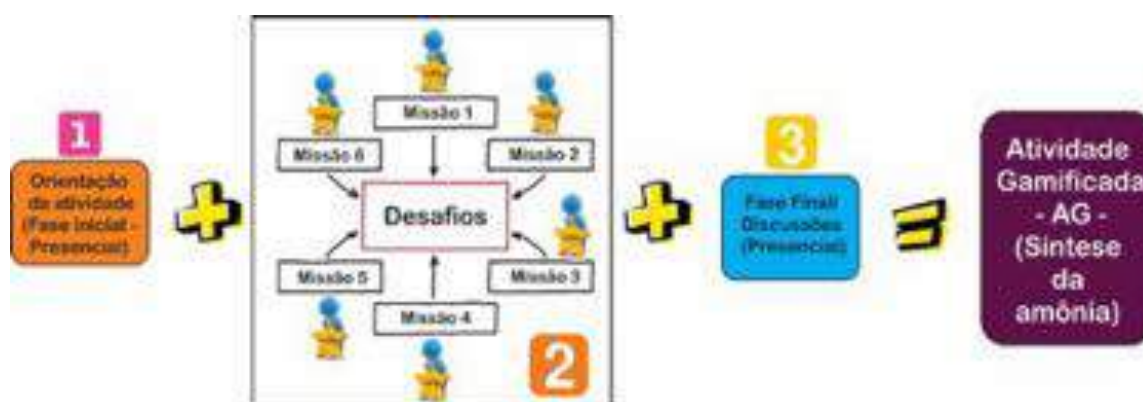 1
Orientação
da atividade
(Fase inicial -
Presencial)
Missão 1
Missão 6
Missão 2
Desafios
Missão 5
Missão 3
Missão 4
2
3
Fase Final/
Discussões
(Presencial)
Atividade
Gamificada
- AG -
(Síntese
da
amônia)